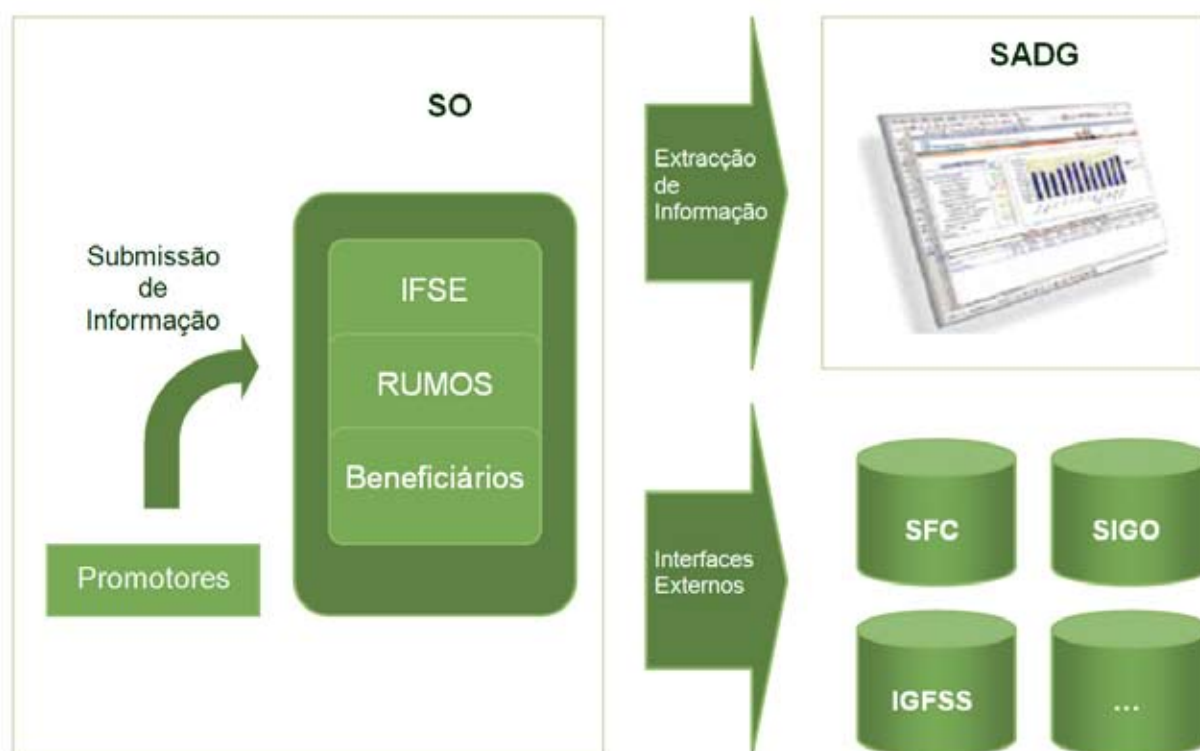 SO
Submissão
de
Informação
IFSE
RUMOS
Beneficiários
Promotores
Extracção
de
Informação
Interfaces
Externos
SADG
SFC
SIGO
IGFSS
...